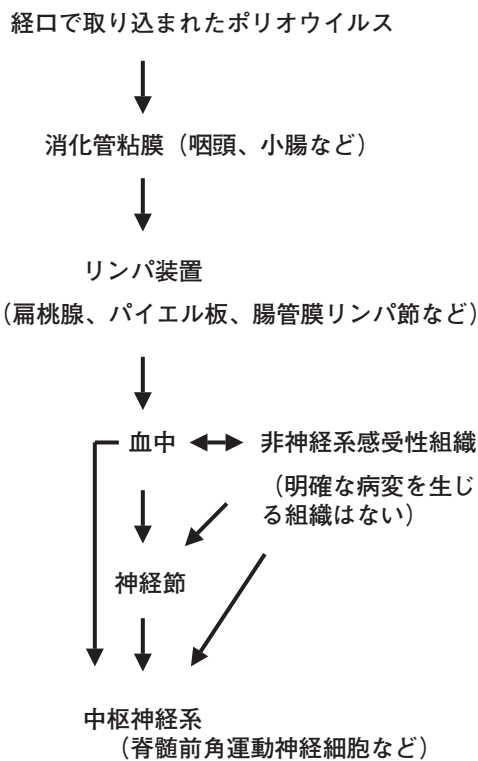 経口で取り込まれたポリオウイルス
消化管粘膜（咽頭、小腸など）
リンパ装置
（扁桃腺、パイエル板、腸管膜リンパ節など）
血中
非神経系感受性組織
（明確な病変を生じ
る組織はない）
神経節
中枢神経系
（脊髄前角運動神経細胞など）